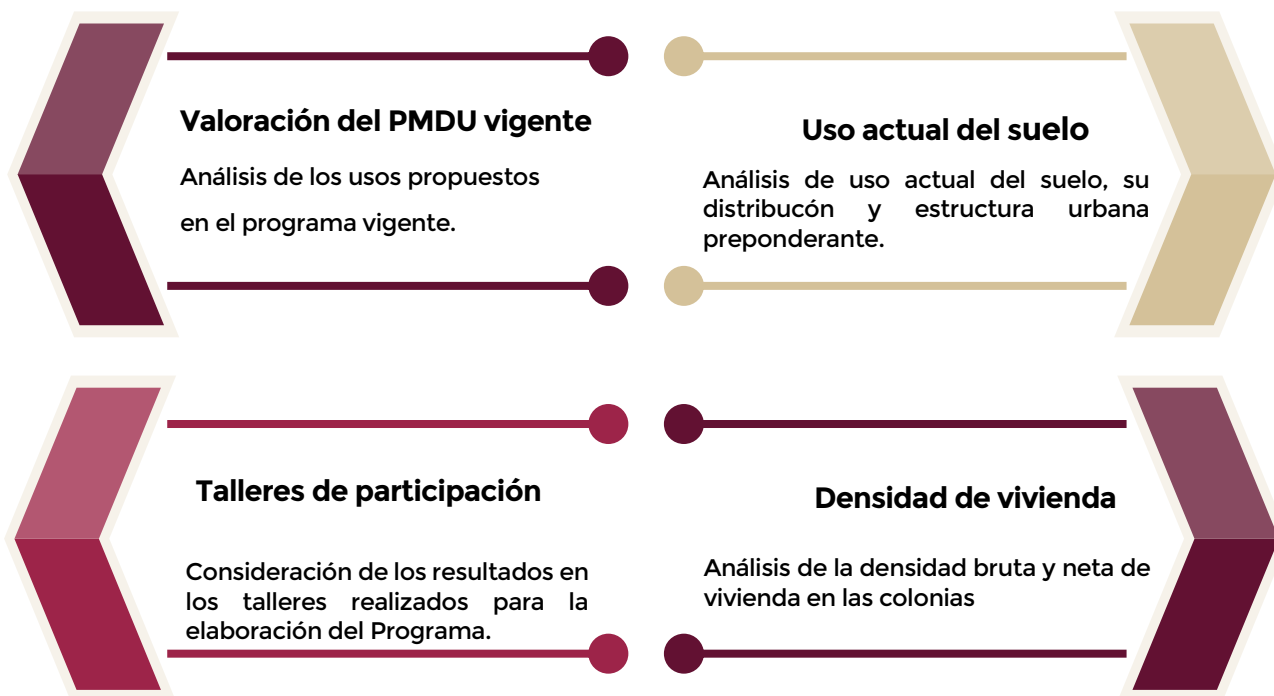 Valoración del PMDU vigente
Análisis de los usos propuestos
en el programa vigente.
Uso actual del suelo
Análisis de uso actual del suelo, su
distribucón y estructura urbana
preponderante.
Talleres de participación
Consideración de los resultados en
los talleres realizados para la
elaboración del Programa.
Densidad de vivienda
Análisis de la densidad bruta y neta de
vivienda en las colonias